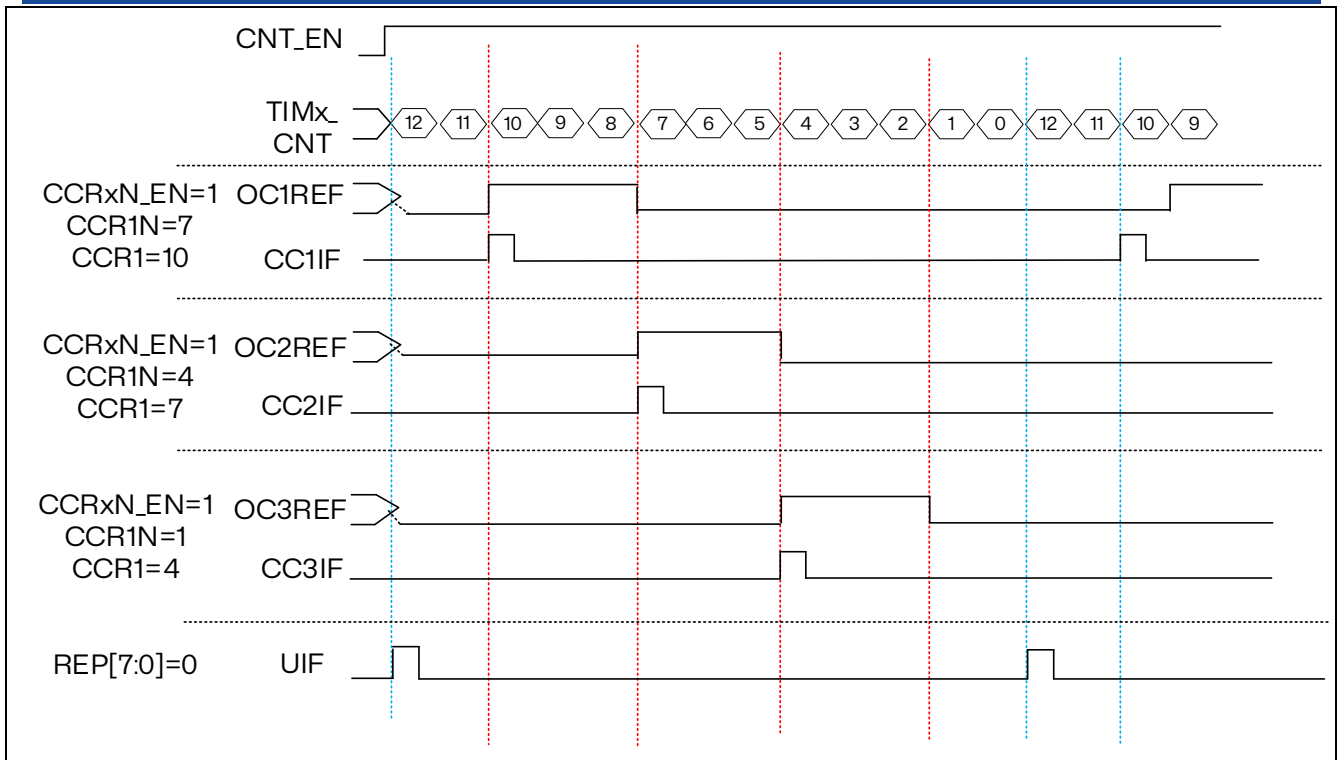 CNT_EN
TIMx_
CNT
12 11 10 9 8 7 6 5 4 3 2 1 0 12 11 10 9
CCRxN_EN=1 OC1REF
CCR1N=7
CCR1=10 CC1IF
CCRxN_EN=1 OC2REF
CCR1N=4
CCR1=7 CC2IF
CCRxN_EN=1 OC3REF
CCR1N=1
CCR1=4 CC3IF
REP[7:0]=0 UIF